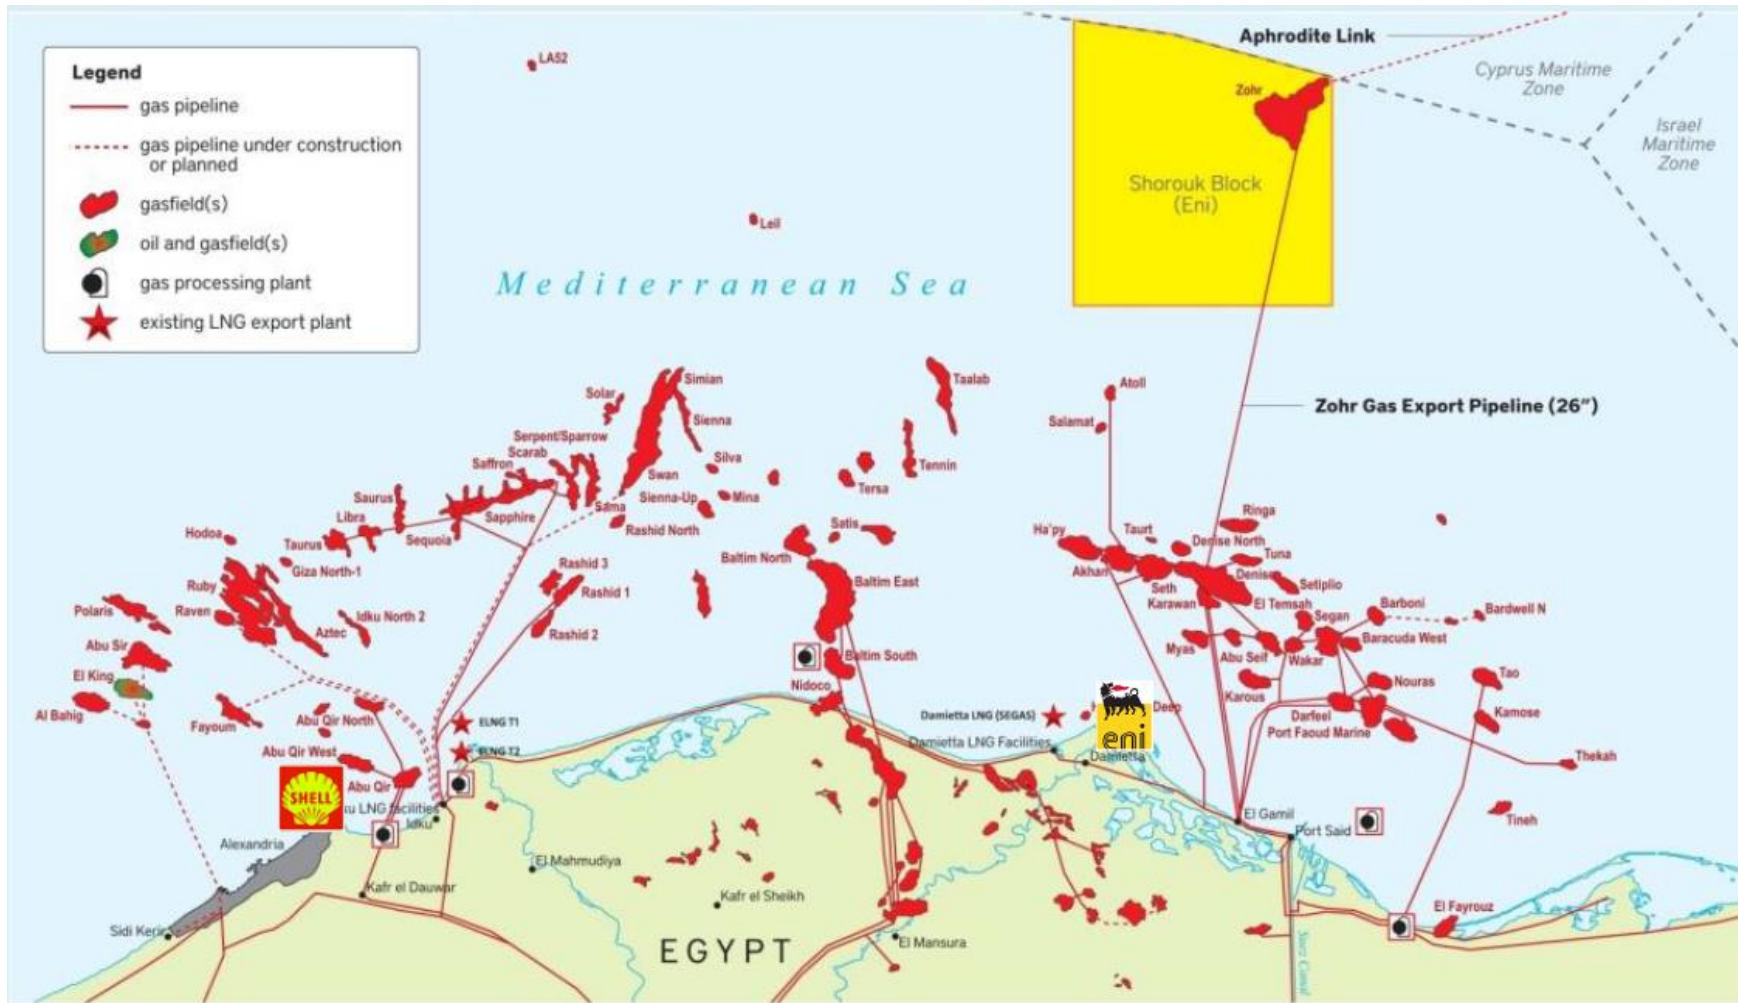 Legend
gas pipeline
gas pipeline under construction
or planned
gasfield(s)
oil and gasfield(s)
gas processing plant
existing LNG export plant
LA52
Leil
Mediterranean Sea
Aphrodite Link
Cyprus Maritime
Zone
Israel
Maritime
Zone
Zohr
Shorouk Block
(Eni)
Zohr Gas Export Pipeline (26")
Simian
Solar
Sienna
Serpent/Sparrow
Scarab
Saffron
Silva
Swan
Sienna-Up
Mina
Saurus
Libra
Sapphire
Sama
Rashid North
Sequoia
Taurus
Hodoa
Giza North-1
Ruby
Raven
Polaris
Abu Sir
El King
Al Bahig
Aztec
Idku North 2
Rashid 3
Rashid 1
Rashid 2
Fayoum
Abu Qir North
Abu Qir West
Abu Qir
Taalab
Tennin
Tersa
Satis
Baltim North
Baltim East
Baltim South
Nidoco
Atoll
Salamat
Ha'py
Taurt
Ringa
Denise North
Tuna
Akhan
Seth
Denise
Setiplio
Karawan
El Temsah
Segan
Barboni
Bardwell N
Myas
Abu Seif
Wakar
Baracuda West
Karous
Nouras
Tao
Darfeel
Kamose
Port Faoud Marine
Thekah
Tineh
El Fayrouz
ELNG T1
ELNG T2
Damietta LNG (SEGAS)
Deep
Damietta LNG Facilities
Damietta
eni
SHELL
LNG facilities
Idku
Alexandria
El Mahmudiya
Kafr el Dauwar
Kafr el Sheikh
Sidi Kerir
El Mansura
EGYPT
El Gamil
Port Said
Suez Canal